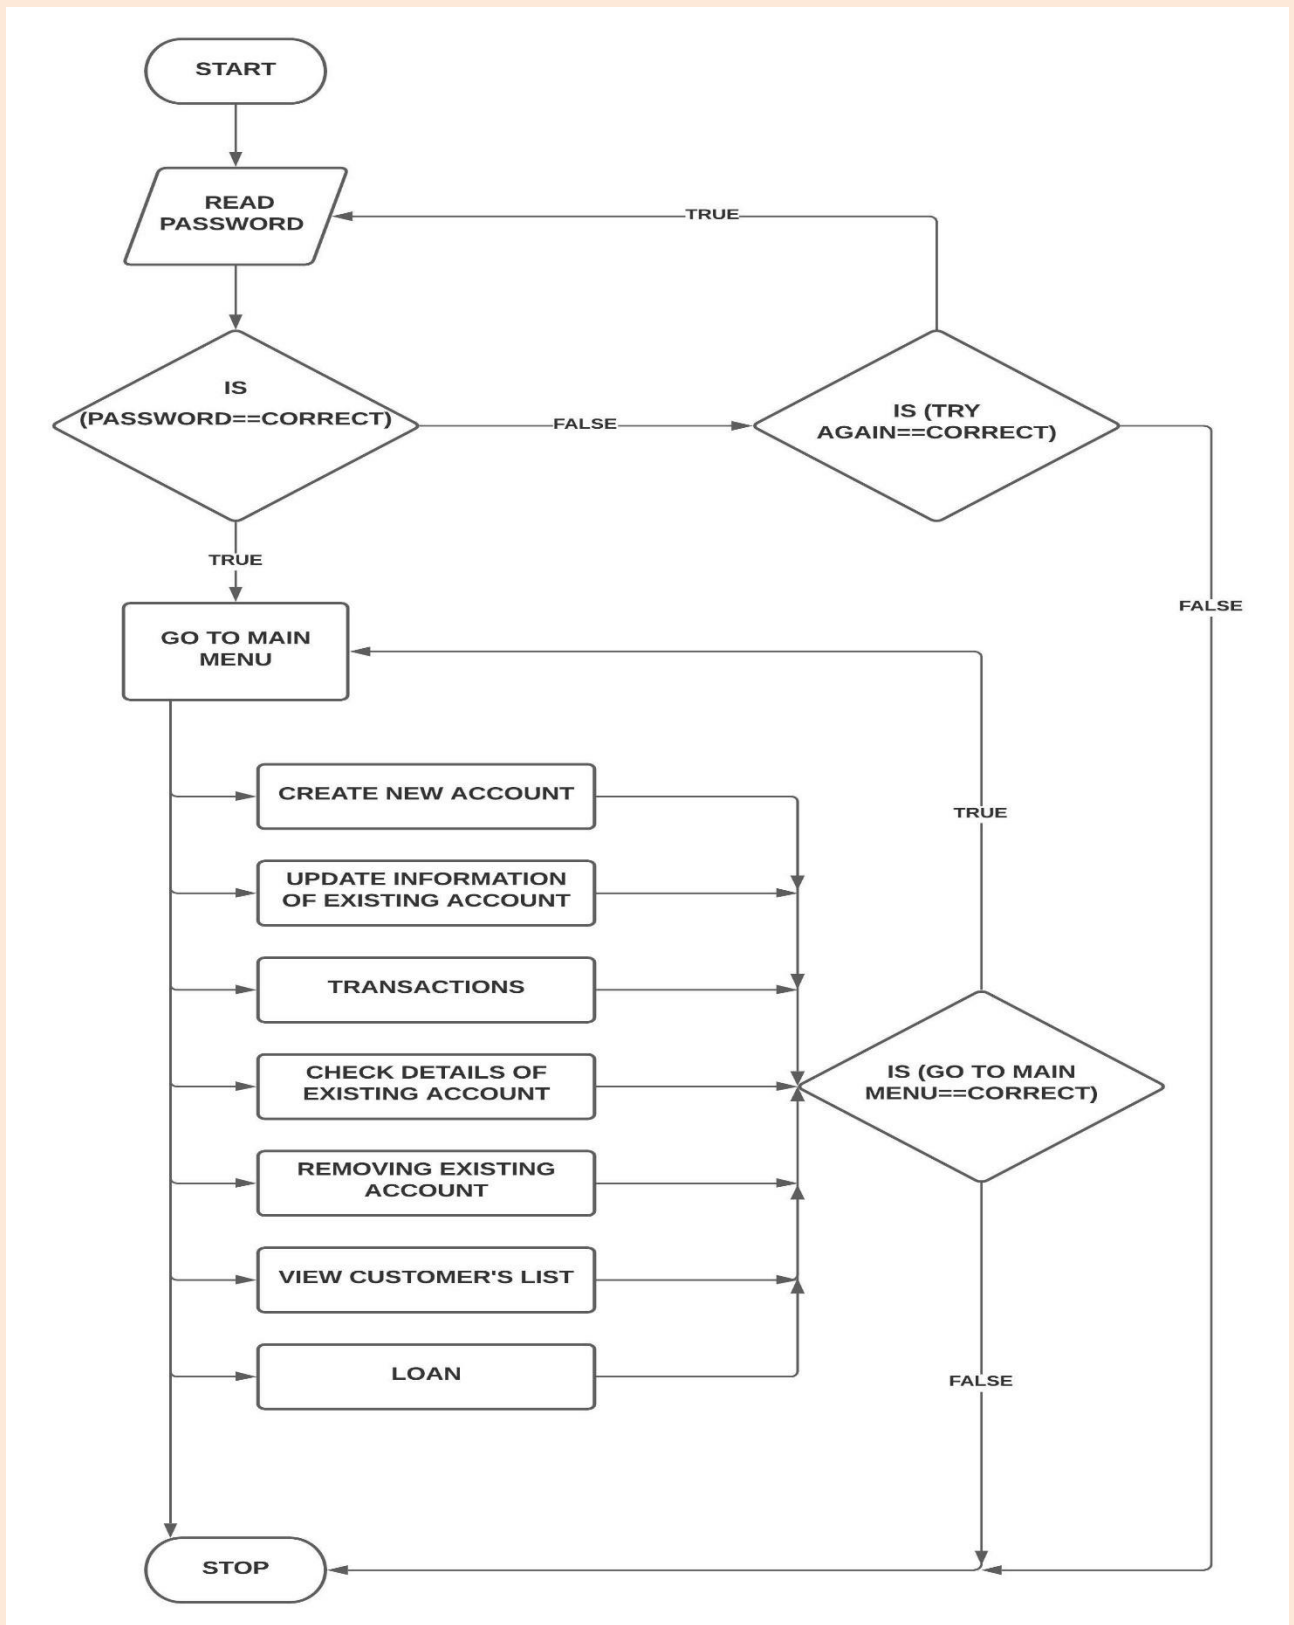 START
READ
PASSWORD
TRUE
IS
(PASSWORD==CORRECT)
FALSE
IS (TRY
AGAIN==CORRECT)
TRUE
FALSE
GO TO MAIN
MENU
CREATE NEW ACCOUNT
TRUE
UPDATE INFORMATION
OF EXISTING ACCOUNT
TRANSACTIONS
CHECK DETAILS OF
EXISTING ACCOUNT
IS (GO TO MAIN
MENU==CORRECT)
REMOVING EXISTING
ACCOUNT
VIEW CUSTOMER'S LIST
LOAN
FALSE
STOP